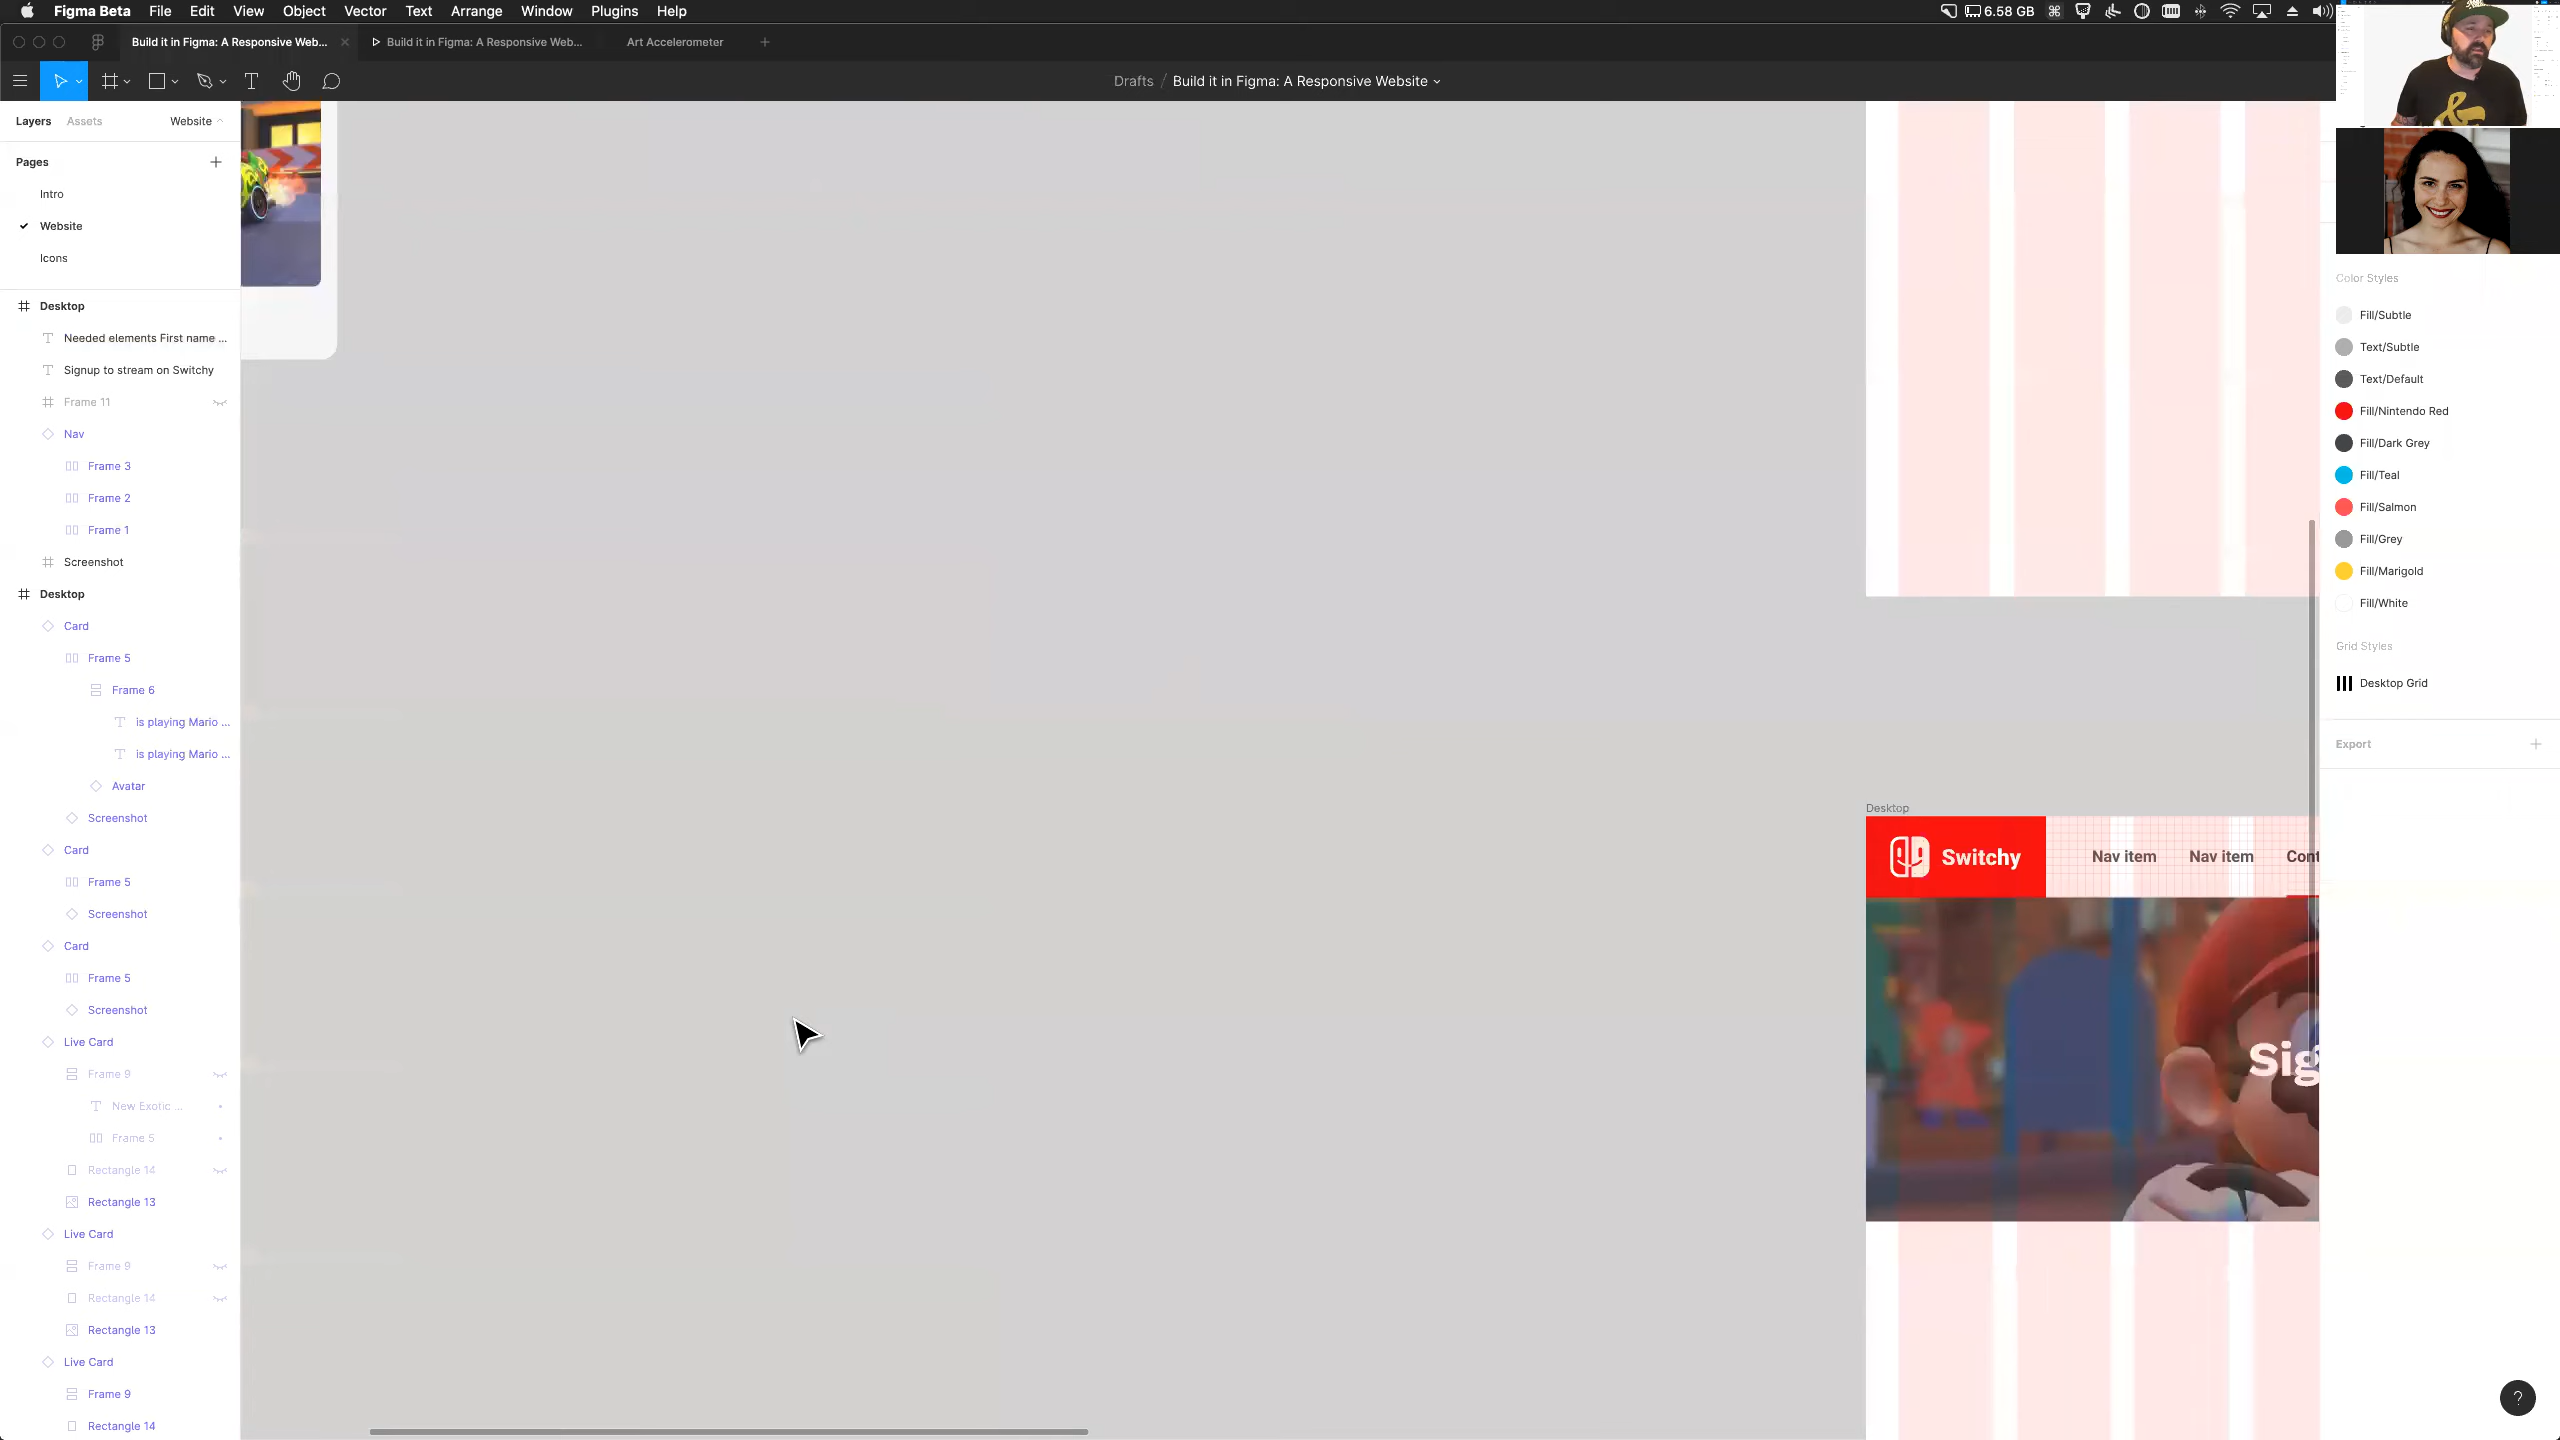 Figma Beta File Edit View Object Vector Text Arrange Window Plugins Help 6.58 GB
Build it in Figma: A Responsive Web... Build it in Figma: A Responsive Web... Art Accelerometer
Drafts / Build it in Figma: A Responsive Website
Layers Assets Website
Pages
Intro
Website
Icons
Desktop
Needed elements First name ...
Signup to stream on Switchy
Frame 11
Nav
Frame 3
Frame 2
Frame 1
Screenshot
Desktop
Card
Frame 5
Frame 6
is playing Mario ...
is playing Mario ...
Avatar
Screenshot
Card
Frame 5
Screenshot
Card
Frame 5
Screenshot
Live Card
Frame 9
New Exotic ...
Frame 5
Rectangle 14
Rectangle 13
Live Card
Frame 9
Rectangle 14
Rectangle 13
Live Card
Frame 9
Rectangle 14
Desktop
Switchy Nav item Nav item Cont
Sig
Color Styles
Fill/Subtle
Text/Subtle
Text/Default
Fill/Nintendo Red
Fill/Dark Grey
Fill/Teal
Fill/Salmon
Fill/Grey
Fill/Marigold
Fill/White
Grid Styles
Desktop Grid
Export
?